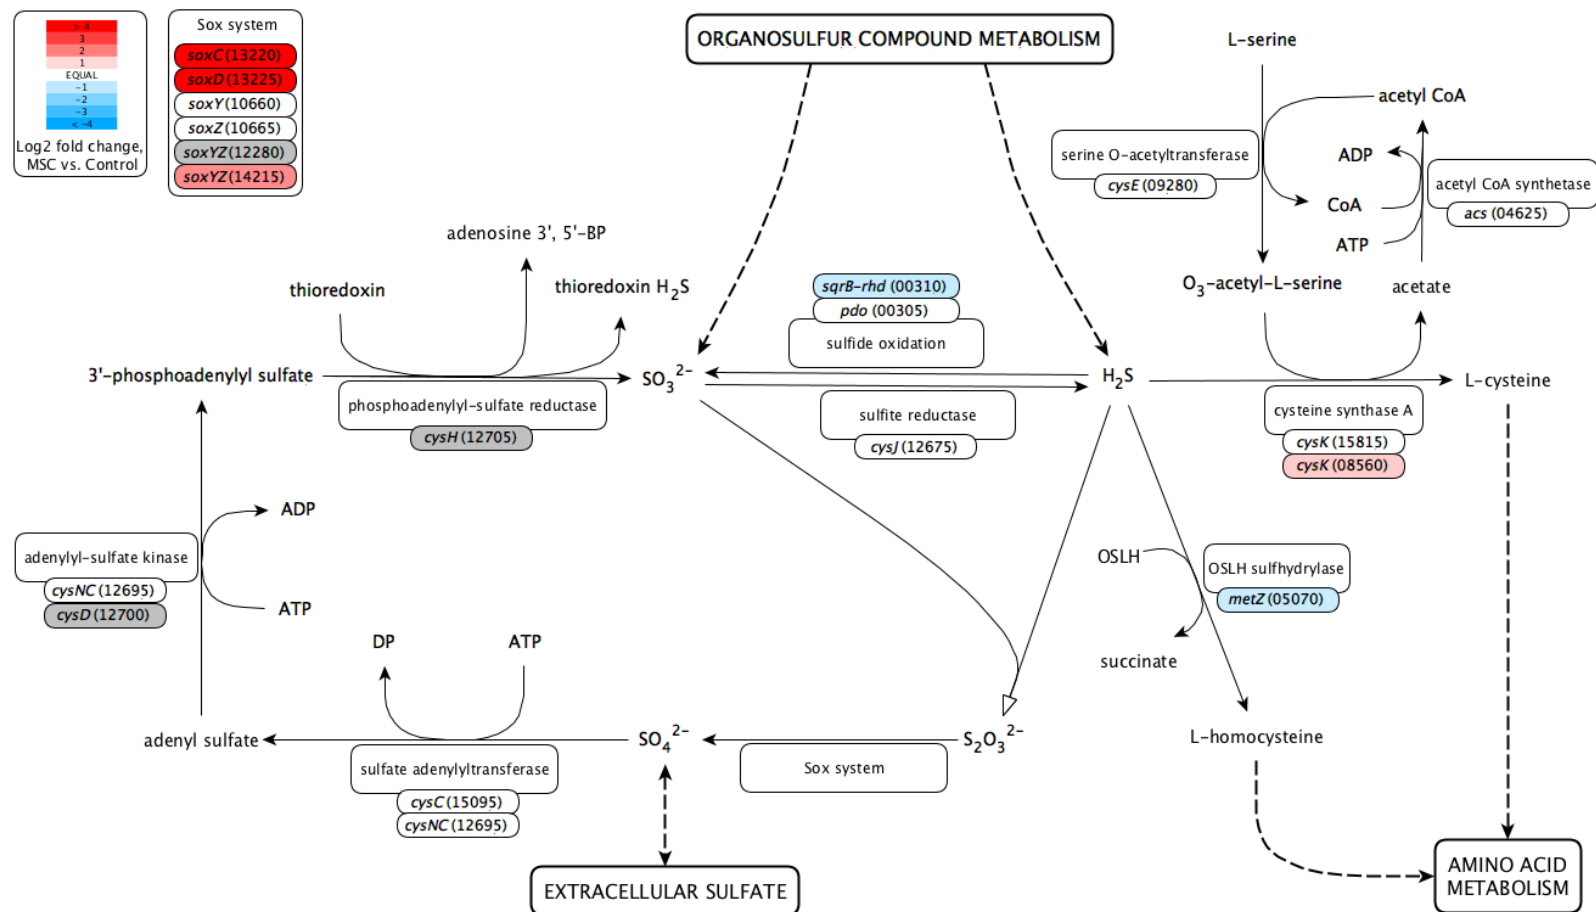 > 4
3
2
1
EQUAL
-1
-2
-3
< -4
Log2 fold change,
MSC vs. Control
Sox system
soxC (13220)
soxD (13225)
soxY (10660)
soxZ (10665)
soxYZ (12280)
soxYZ (14215)
ORGANOSULFUR COMPOUND METABOLISM
L-serine
acetyl CoA
serine O-acetyltransferase
cysE (09280)
ADP
CoA
ATP
acetyl CoA synthetase
acs (04625)
adenosine 3', 5'-BP
thioredoxin
thioredoxin H₂S
sqrB-rhd (00310)
pdo (00305)
sulfide oxidation
O₃-acetyl-L-serine
acetate
3'-phosphoadenylyl sulfate
SO₃²⁻
H₂S
L-cysteine
phosphoadenylyl-sulfate reductase
cysH (12705)
sulfite reductase
cysJ (12675)
cysteine synthase A
cysK (15815)
cysK (08560)
ADP
adenylyl-sulfate kinase
cysNC (12695)
cysD (12700)
ATP
OSLH
OSLH sulfhydrylase
metZ (05070)
succinate
DP
ATP
adenyl sulfate
SO₄²⁻
S₂O₃²⁻
L-homocysteine
sulfate adenylyltransferase
cysC (15095)
cysNC (12695)
Sox system
EXTRACELLULAR SULFATE
AMINO ACID
METABOLISM